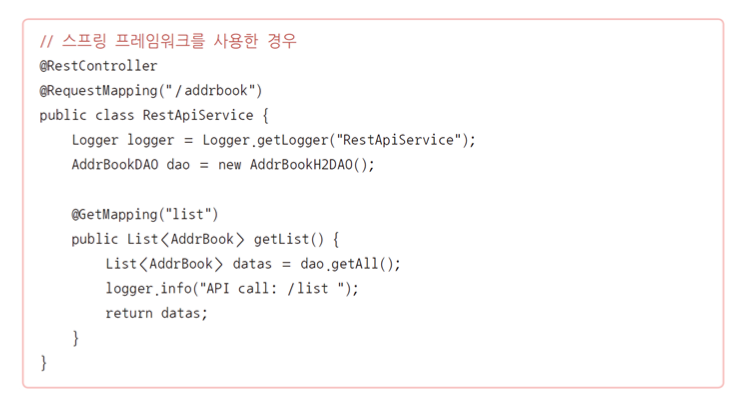 // 스프링 프레임워크를 사용한 경우
@RestController
@RequestMapping("/addrbook")
public class RestApiService {
    Logger logger = Logger.getLogger("RestApiService");
    AddrBookDAO dao = new AddrBookH2DAO();

    @GetMapping("list")
    public List<AddrBook> getList() {
        List<AddrBook> datas = dao.getAll();
        logger.info("API call: /list ");
        return datas;
    }
}